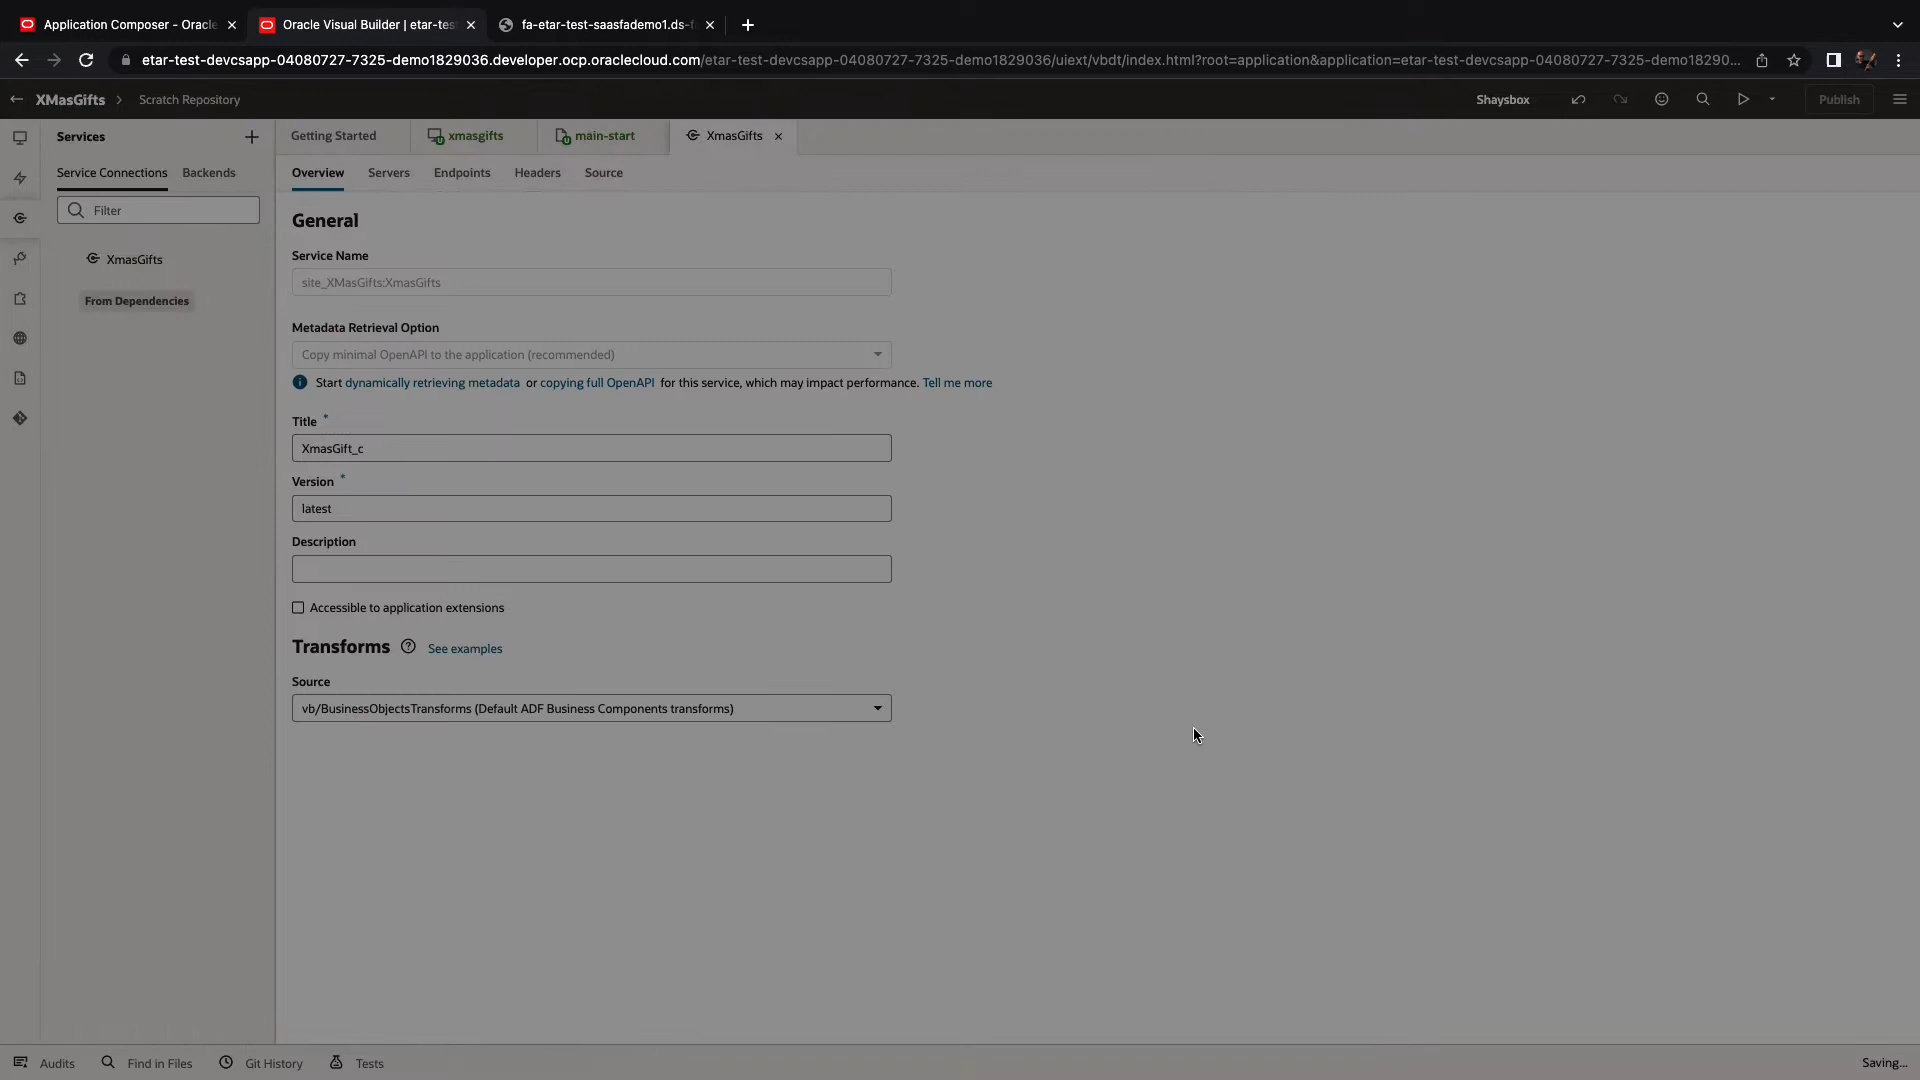 Application Composer - Oracle
Oracle Visual Builder | etar-tes
fa-etar-test-saasfademo1.ds-f
etar-test-devcsapp-04080727-7325-demo1829036.developer.ocp.oraclecloud.com/etar-test-devcsapp-04080727-7325-demo1829036/uiext/vbdt/index.html?root=application&application=etar-test-devcsapp-04080727-7325-demo18290...
XMasGifts
Scratch Repository
Shaysbox
Publish
Services
Getting Started
xmasgifts
main-start
XmasGifts
Service Connections
Backends
Overview
Servers
Endpoints
Headers
Source
Filter
XmasGifts
From Dependencies
General
Service Name
site_XMasGifts:XmasGifts
Metadata Retrieval Option
Copy minimal OpenAPI to the application (recommended)
Start dynamically retrieving metadata or copying full OpenAPI for this service, which may impact performance. Tell me more
Title *
XmasGift_c
Version *
latest
Description
Accessible to application extensions
Transforms
See examples
Source
vb/BusinessObjectsTransforms (Default ADF Business Components transforms)
Audits
Find in Files
Git History
Tests
Saving...